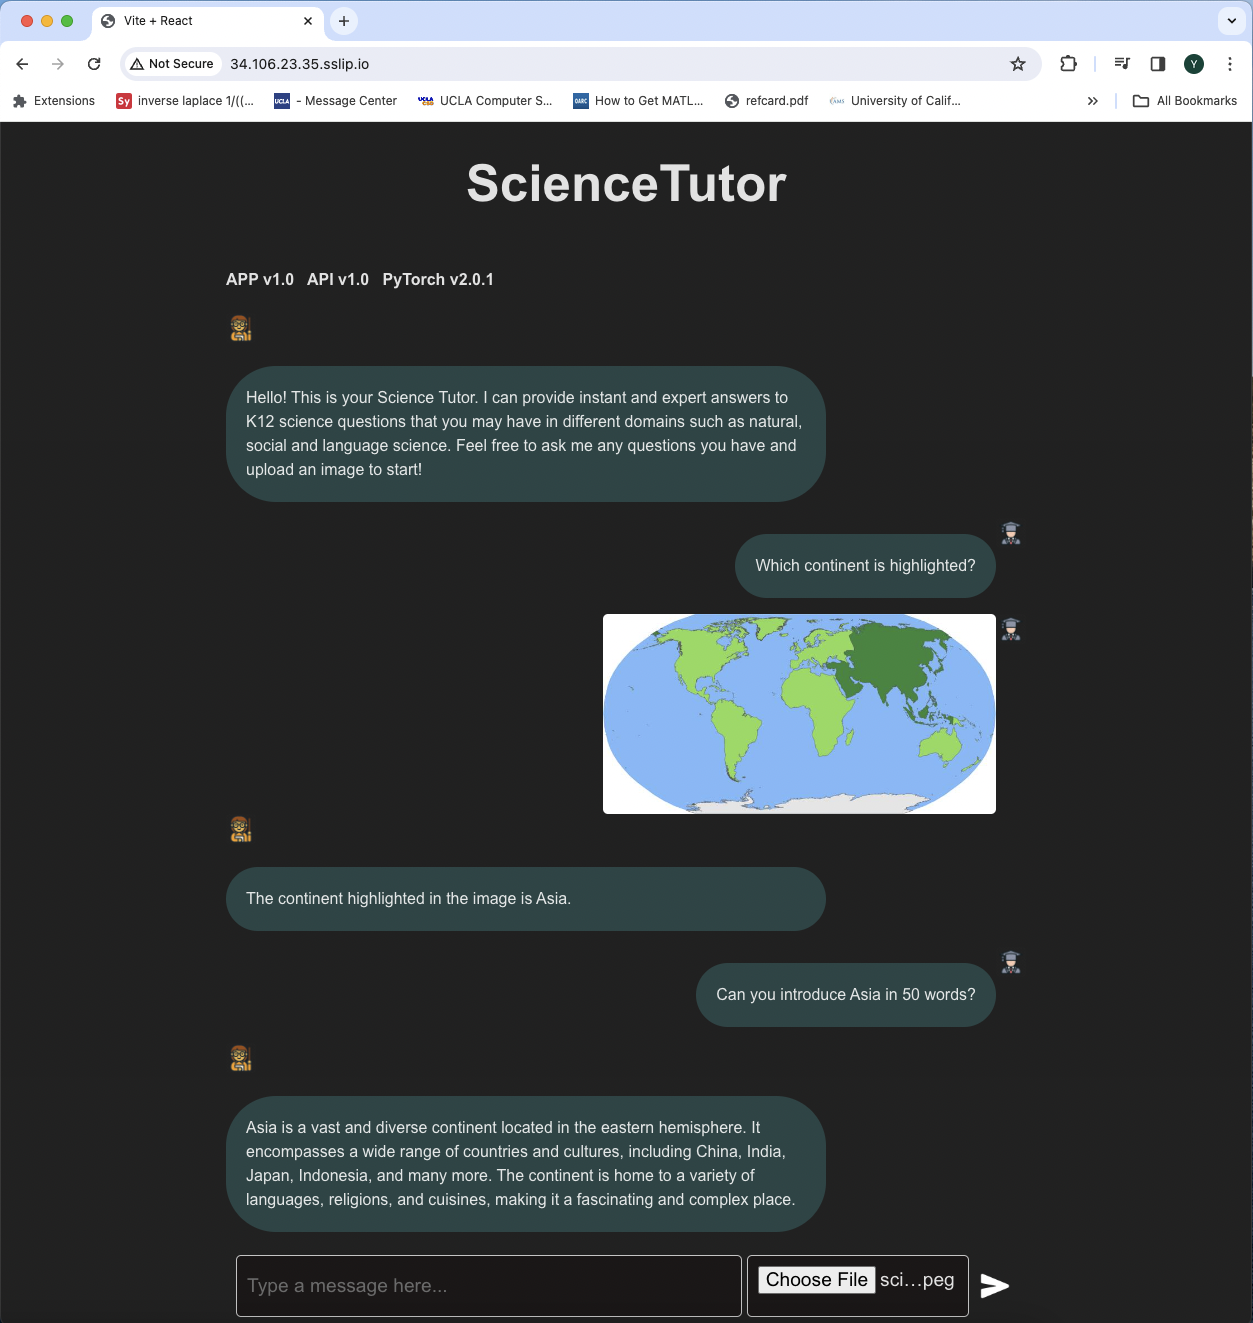 Vite + React
Not Secure
34.106.23.35.sslip.io
Y
Extensions
Sy
inverse laplace 1/((...
UCLA
- Message Center
UCLA Computer S...
OARC
How to Get MATL...
refcard.pdf
University of Calif...
All Bookmarks
ScienceTutor
APP v1.0 API v1.0 PyTorch v2.0.1
Hello! This is your Science Tutor. I can provide instant and expert answers to
K12 science questions that you may have in different domains such as natural,
social and language science. Feel free to ask me any questions you have and
upload an image to start!
Which continent is highlighted?
The continent highlighted in the image is Asia.
Can you introduce Asia in 50 words?
Asia is a vast and diverse continent located in the eastern hemisphere. It
encompasses a wide range of countries and cultures, including China, India,
Japan, Indonesia, and many more. The continent is home to a variety of
languages, religions, and cuisines, making it a fascinating and complex place.
Type a message here...
Choose File sci...peg